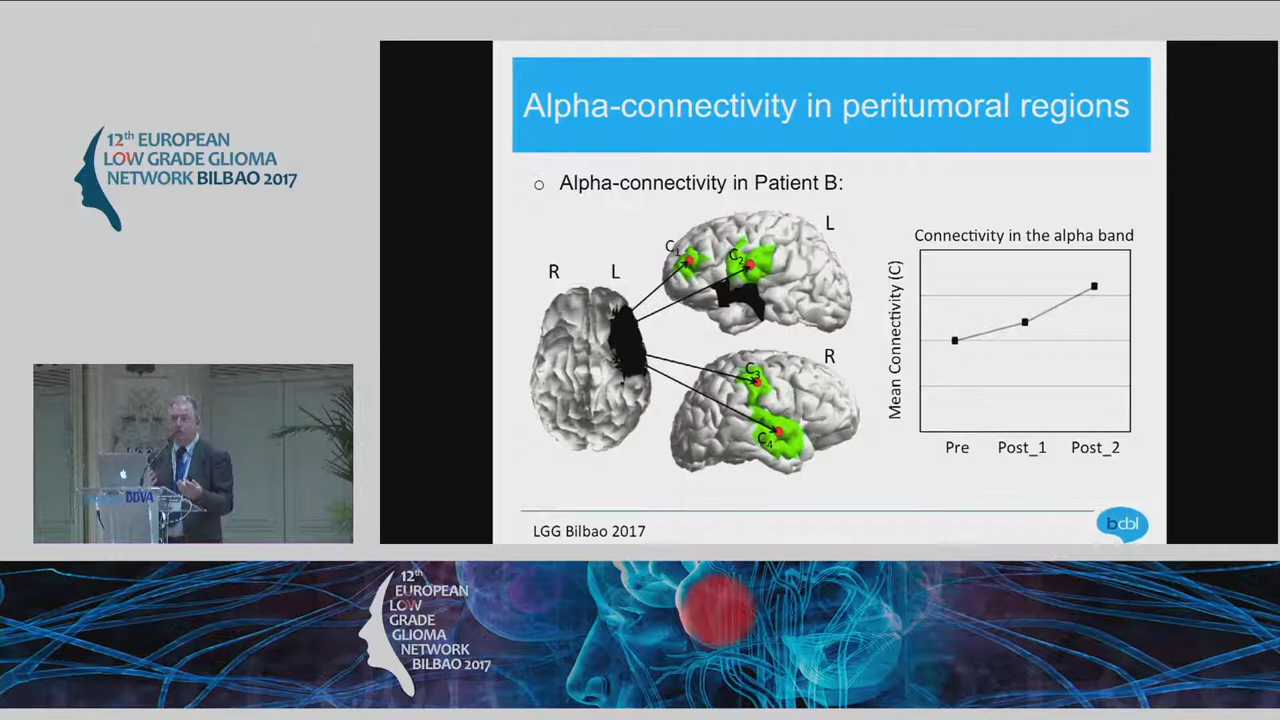 12th EUROPEAN
LOW GRADE GLIOMA
NETWORK BILBAO 2017
Alpha-connectivity in peritumoral regions
Alpha-connectivity in Patient B:
R
L
L
C1
C2
R
C3
C4
Connectivity in the alpha band
Mean Connectivity (C)
Pre
Post_1
Post_2
LGG Bilbao 2017
bcbl
BBVA
12th
EUROPEAN
LOW
GRADE
GLIOMA
NETWORK
BILBAO 2017